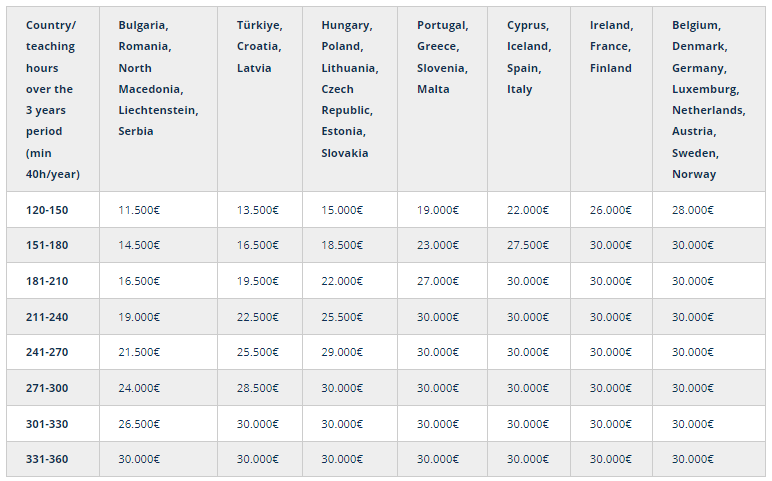 Country/ teaching hours over the 3 years period (min 40h/year) Bulgaria, Romania, North Macedonia, Liechtenstein, Serbia Türkiye, Croatia, Latvia Hungary, Poland, Lithuania, Czech Republic, Estonia, Slovakia Portugal, Greece, Slovenia, Malta Cyprus, Iceland, Spain, Italy Ireland, France, Finland Belgium, Denmark, Germany, Luxemburg, Netherlands, Austria, Sweden, Norway
120-150 11.500€ 13.500€ 15.000€ 19.000€ 22.000€ 26.000€ 28.000€
151-180 14.500€ 16.500€ 18.500€ 23.000€ 27.500€ 30.000€ 30.000€
181-210 16.500€ 19.500€ 22.000€ 27.000€ 30.000€ 30.000€ 30.000€
211-240 19.000€ 22.500€ 25.500€ 30.000€ 30.000€ 30.000€ 30.000€
241-270 21.500€ 25.500€ 29.000€ 30.000€ 30.000€ 30.000€ 30.000€
271-300 24.000€ 28.500€ 30.000€ 30.000€ 30.000€ 30.000€ 30.000€
301-330 26.500€ 30.000€ 30.000€ 30.000€ 30.000€ 30.000€ 30.000€
331-360 30.000€ 30.000€ 30.000€ 30.000€ 30.000€ 30.000€ 30.000€